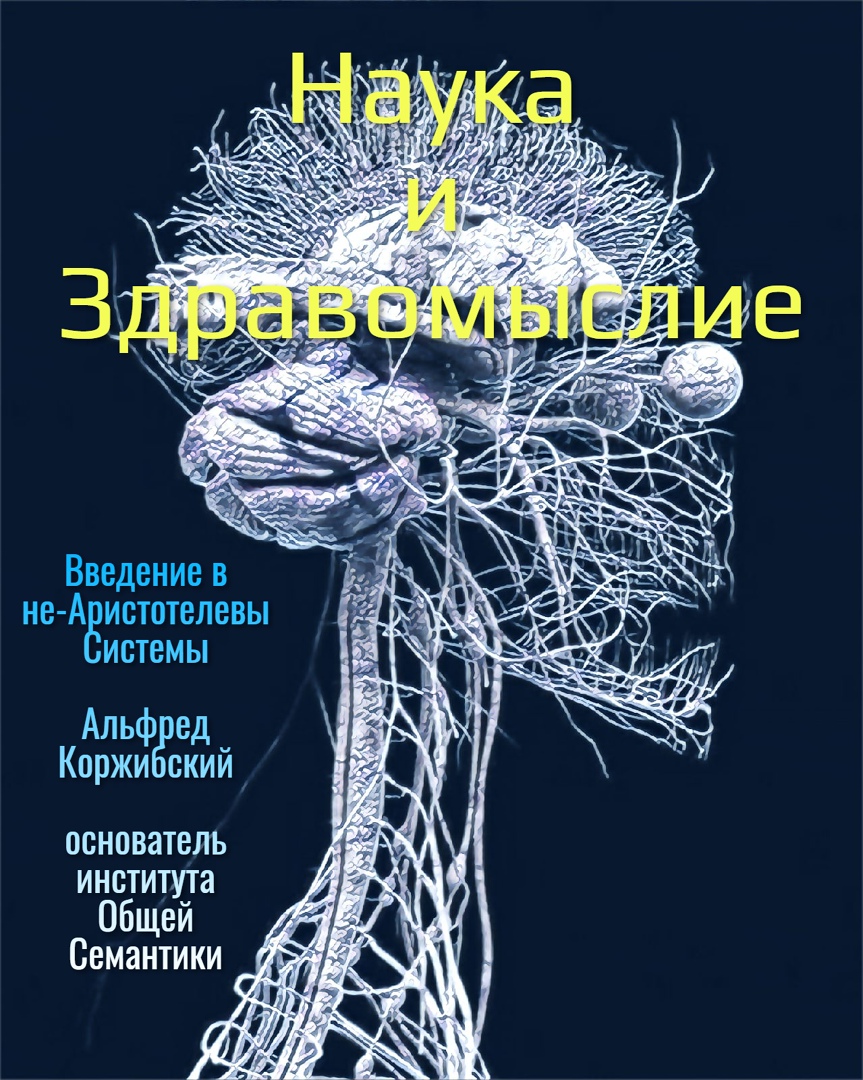 Наука
и
Здравомыслие
Введение в
не-Аристотелевы
Системы
Альфред
Коржибский
основатель
института
Общей
Семантики